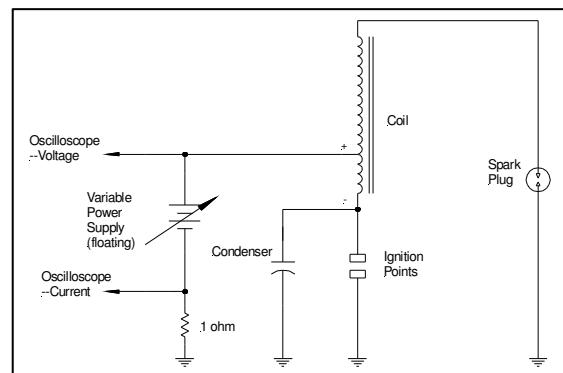 Oscilloscope
--Voltage
Variable
Power
Supply
(floating)
Oscilloscope
--Current
.1 ohm
Condenser
+
-
Coil
Ignition
Points
Spark
Plug